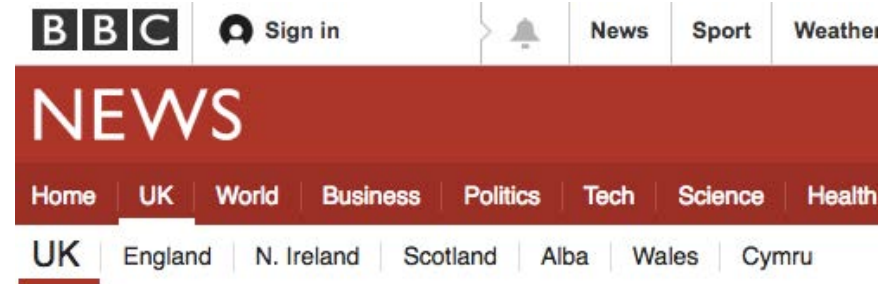 BBC Sign in News Sport Weather
NEWS
Home UK World Business Politics Tech Science Health
UK England N. Ireland Scotland Alba Wales Cymru